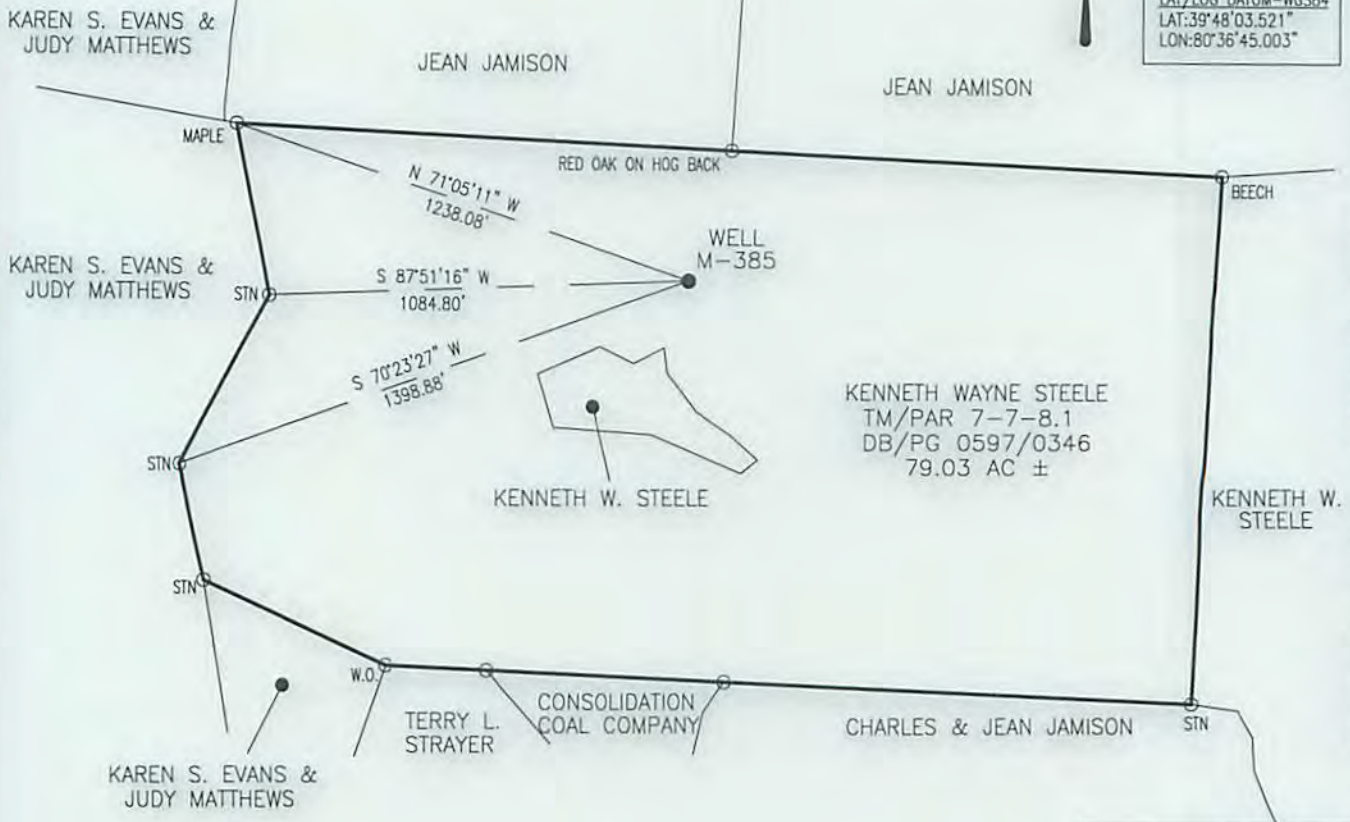 LAT/LOG DATUM-WGS84
LAT:39°48'03.521"
LON:80°36'45.003"
KAREN S. EVANS &
JUDY MATTHEWS
JEAN JAMISON
JEAN JAMISON
MAPLE
RED OAK ON HOG BACK
BEECH
N 71°05'11" W
1238.08'
WELL
M-385
KAREN S. EVANS &
JUDY MATTHEWS
STN
S 87°51'16" W
1084.80'
S 70°23'27" W
1398.88'
KENNETH WAYNE STEELE
TM/PAR 7-7-8.1
DB/PG 0597/0346
79.03 AC ±
STN
KENNETH W. STEELE
KENNETH W.
STEELE
STN
W.O.
TERRY L.
STRAYER
CONSOLIDATION
COAL COMPANY
CHARLES & JEAN JAMISON
STN
KAREN S. EVANS &
JUDY MATTHEWS